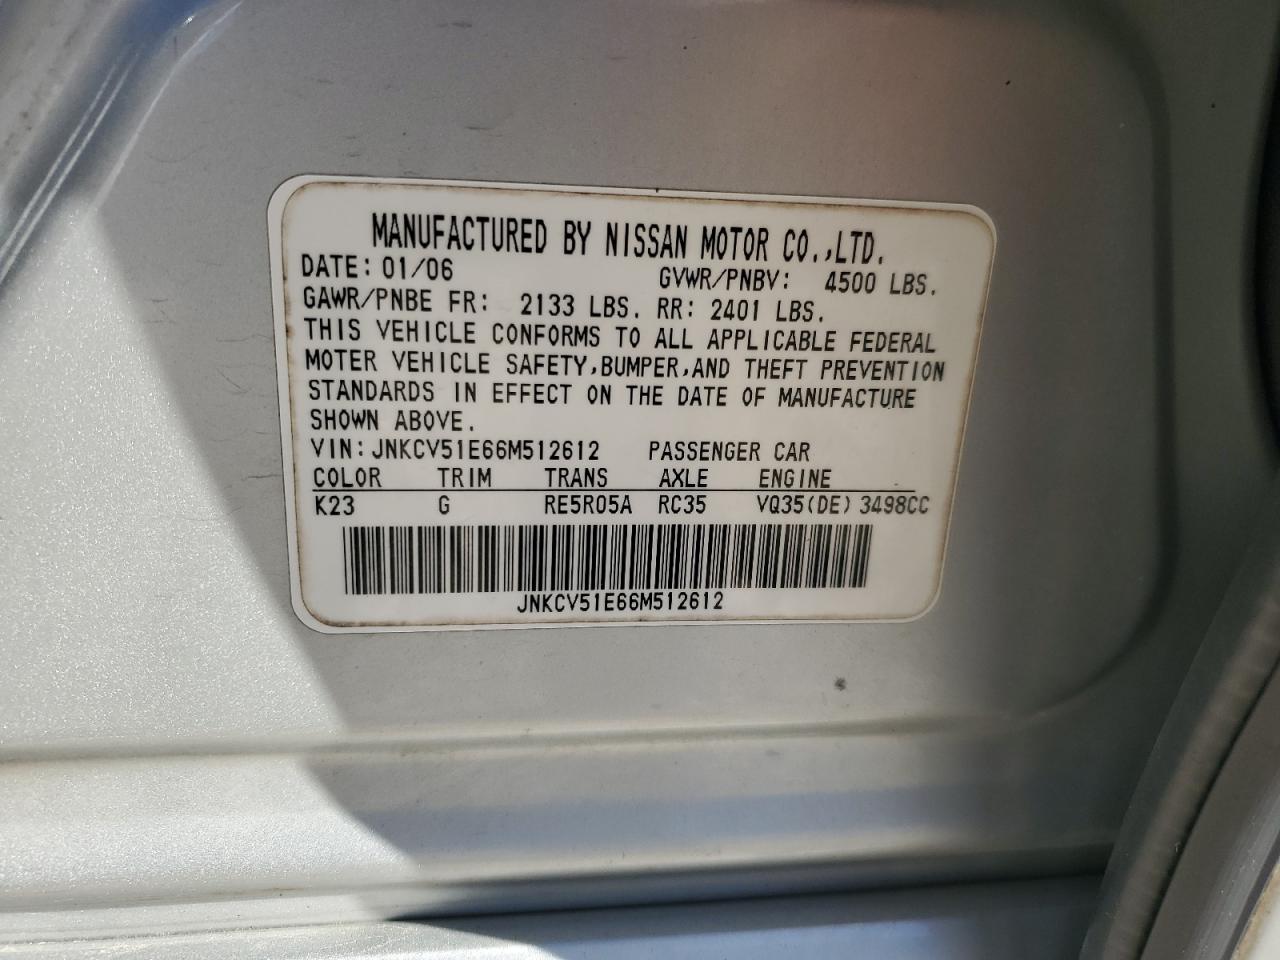 MANUFACTURED BY NISSAN MOTOR CO.,LTD.
DATE: 01/06 GVWR/PNBV: 4500 LBS.
GAWR/PNBE FR: 2133 LBS. RR: 2401 LBS.
THIS VEHICLE CONFORMS TO ALL APPLICABLE FEDERAL
MOTER VEHICLE SAFETY,BUMPER,AND THEFT PREVENTION
STANDARDS IN EFFECT ON THE DATE OF MANUFACTURE
SHOWN ABOVE.
VIN: JNKCV51E66M512612 PASSENGER CAR
COLOR TRIM TRANS AXLE ENGINE
K23 G RE5R05A RC35 VQ35(DE) 3498CC
JNKCV51E66M512612